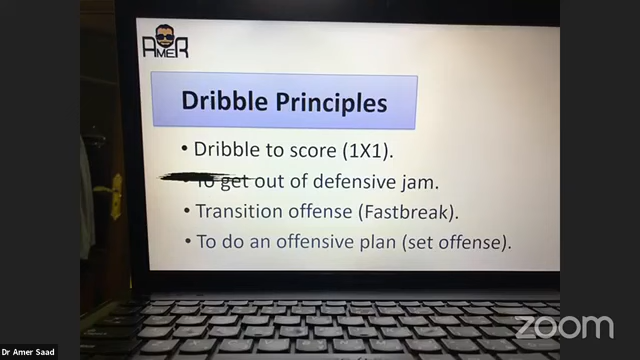 AMER
Dribble Principles
• Dribble to score (1X1).
• To get out of defensive jam.
• Transition offense (Fastbreak).
• To do an offensive plan (set offense).
zoom
Dr Amer Saad